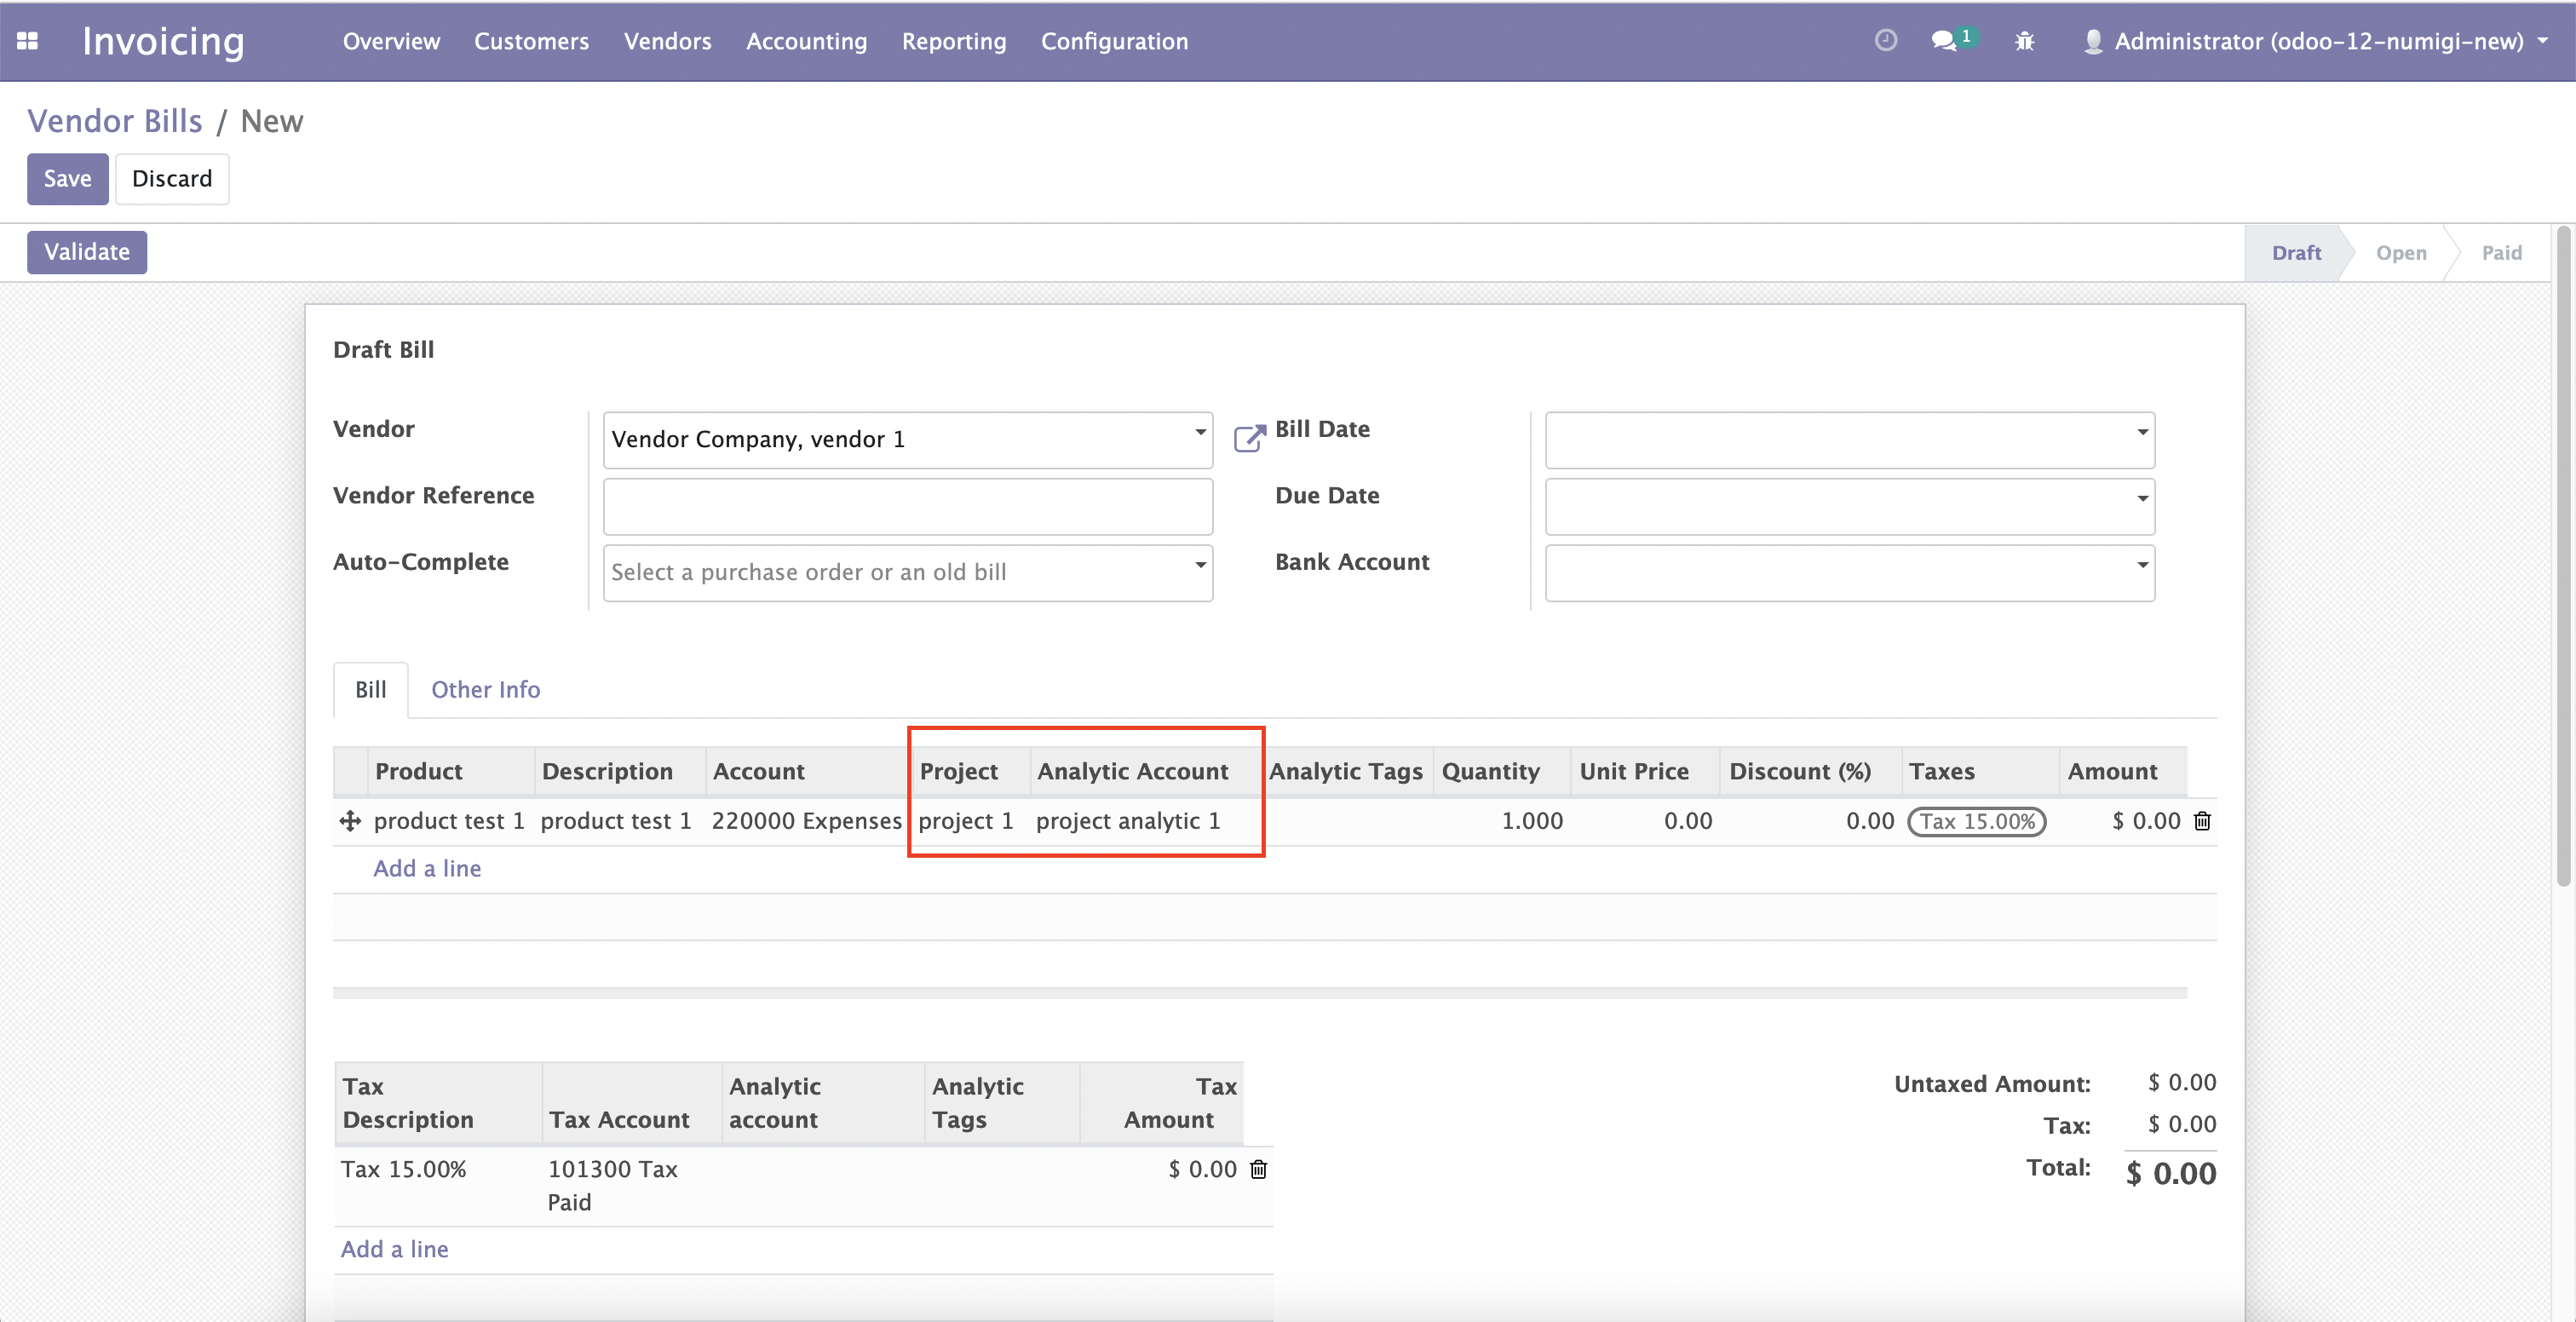 Invoicing Overview Customers Vendors Accounting Reporting Configuration 1 Administrator (odoo-12-numigi-new)
Vendor Bills / New
Save Discard
Validate Draft Open Paid
Draft Bill
Vendor Vendor Company, vendor 1 Bill Date
Vendor Reference Due Date
Auto-Complete Select a purchase order or an old bill Bank Account
Bill Other Info
Product Description Account Project Analytic Account Analytic Tags Quantity Unit Price Discount (%) Taxes Amount
product test 1 product test 1 220000 Expenses project 1 project analytic 1 1.000 0.00 0.00 Tax 15.00% $ 0.00
Add a line
Tax Description Tax Account Analytic account Analytic Tags Tax Amount
Tax 15.00% 101300 Tax Paid $ 0.00
Add a line
Untaxed Amount: $ 0.00
Tax: $ 0.00
Total: $ 0.00